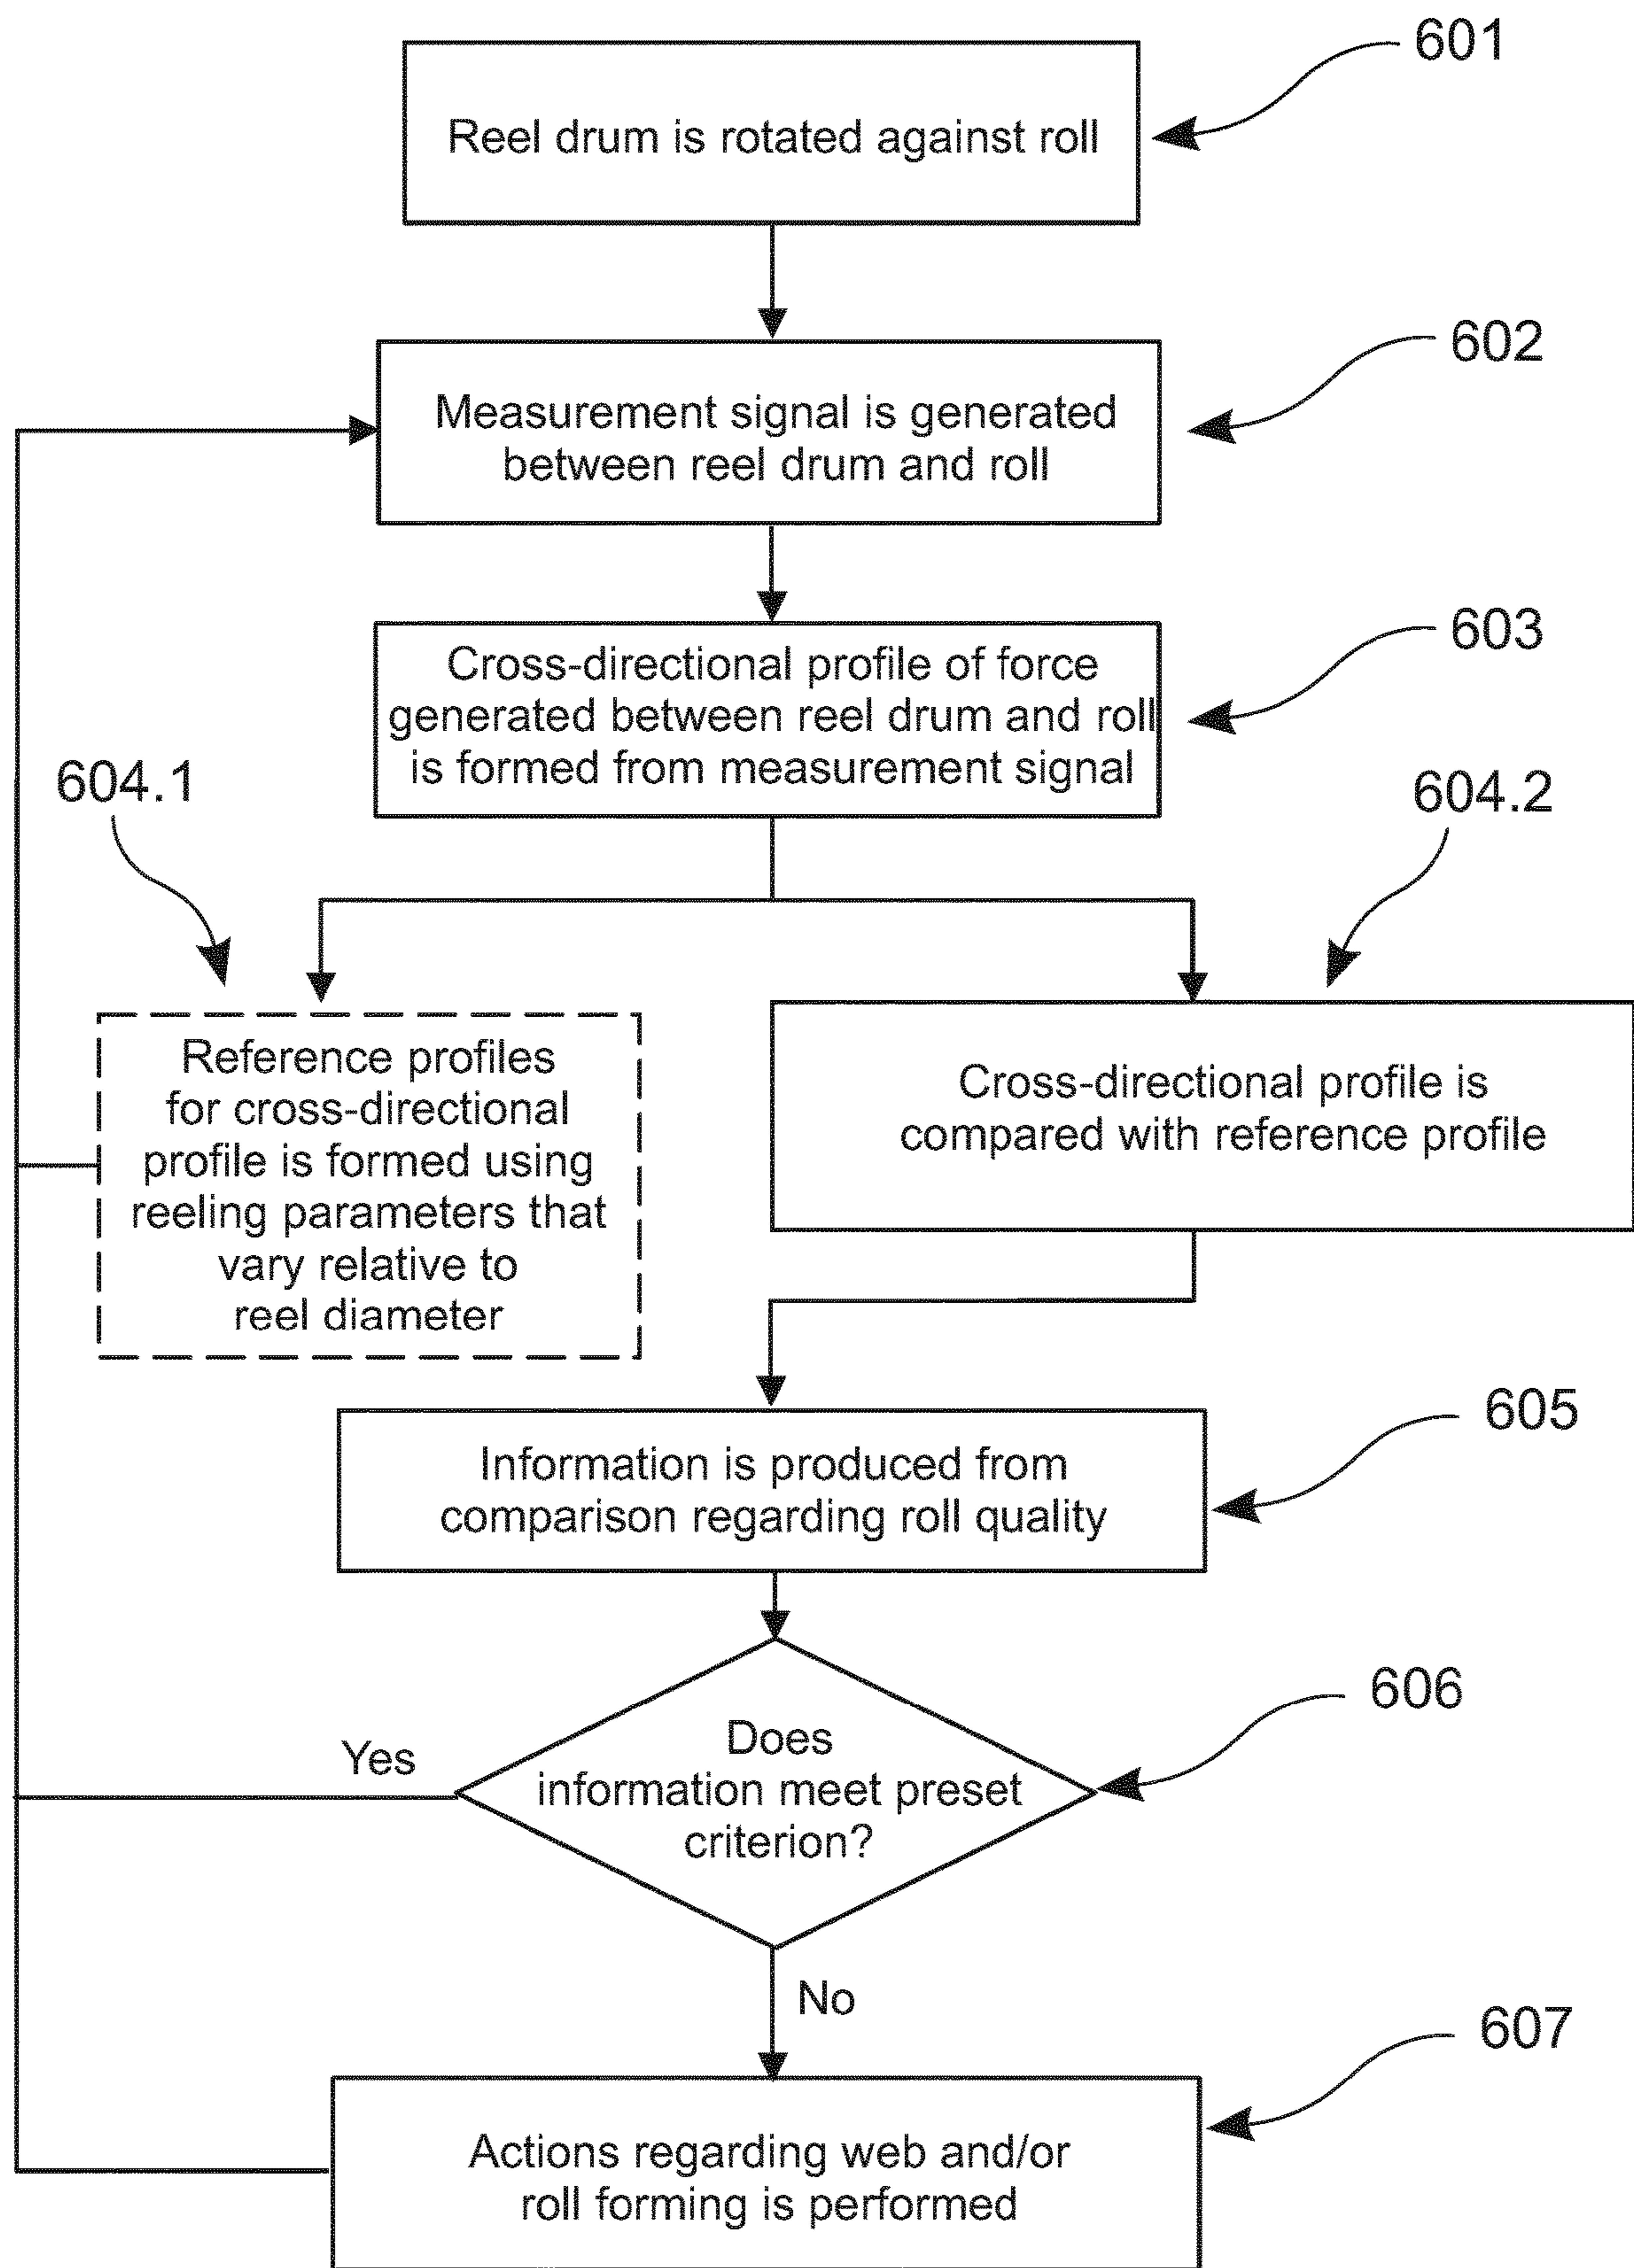 601
Reel drum is rotated against roll
602
Measurement signal is generated
between reel drum and roll
603
Cross-directional profile of force
generated between reel drum and roll
is formed from measurement signal
604.1
604.2
Reference profiles
for cross-directional
profile is formed using
reeling parameters that
vary relative to
reel diameter
Cross-directional profile is
compared with reference profile
605
Information is produced from
comparison regarding roll quality
606
Does
information meet preset
criterion?
Yes
No
607
Actions regarding web and/or
roll forming is performed